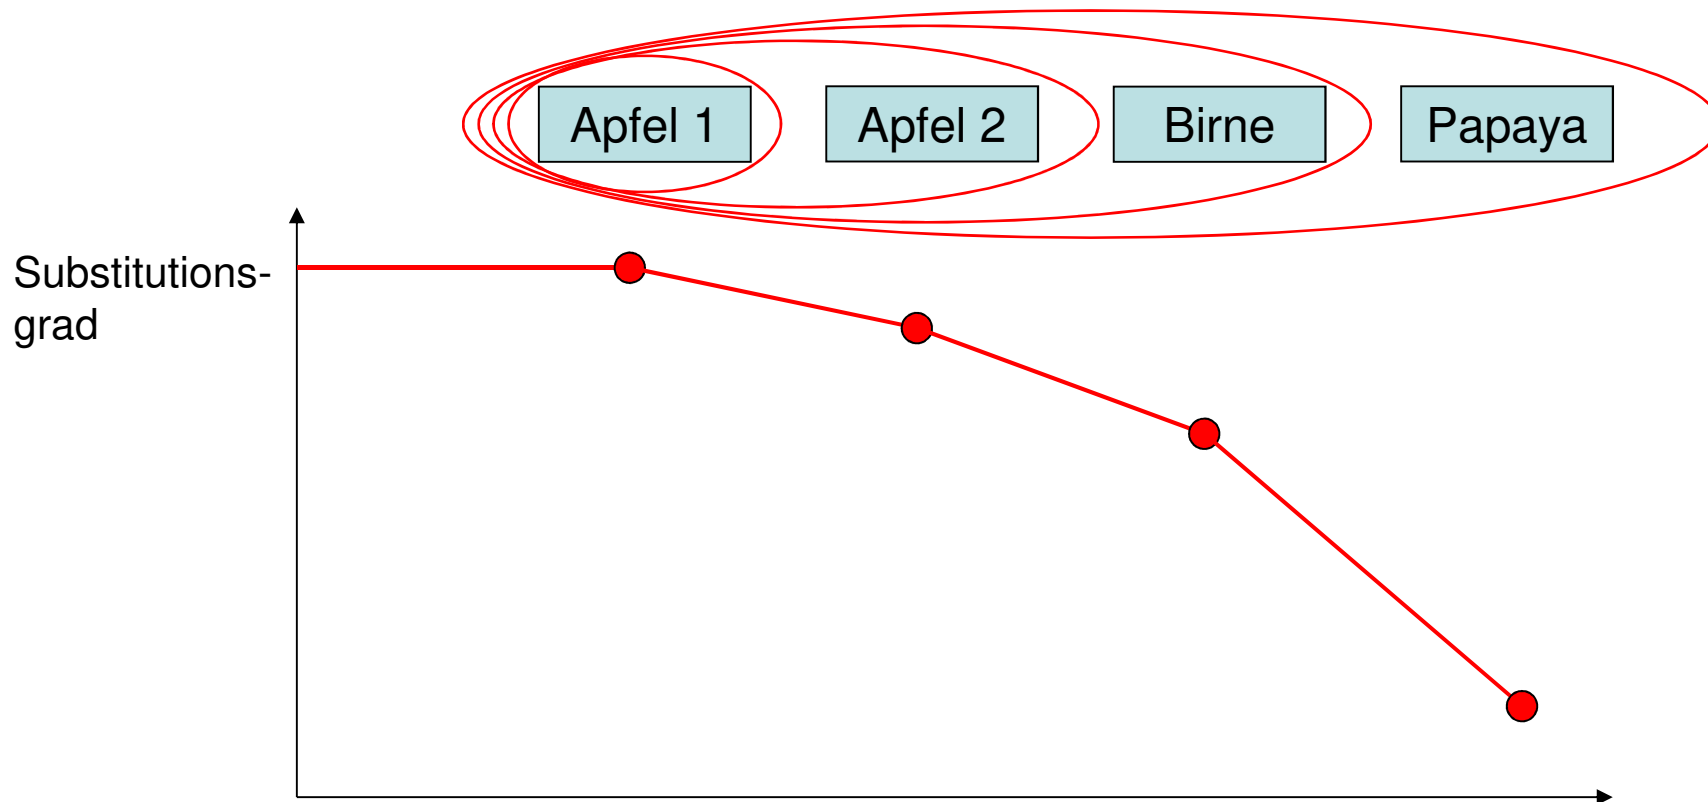 Apfel 1
Apfel 2
Birne
Papaya
Substitutions-
grad